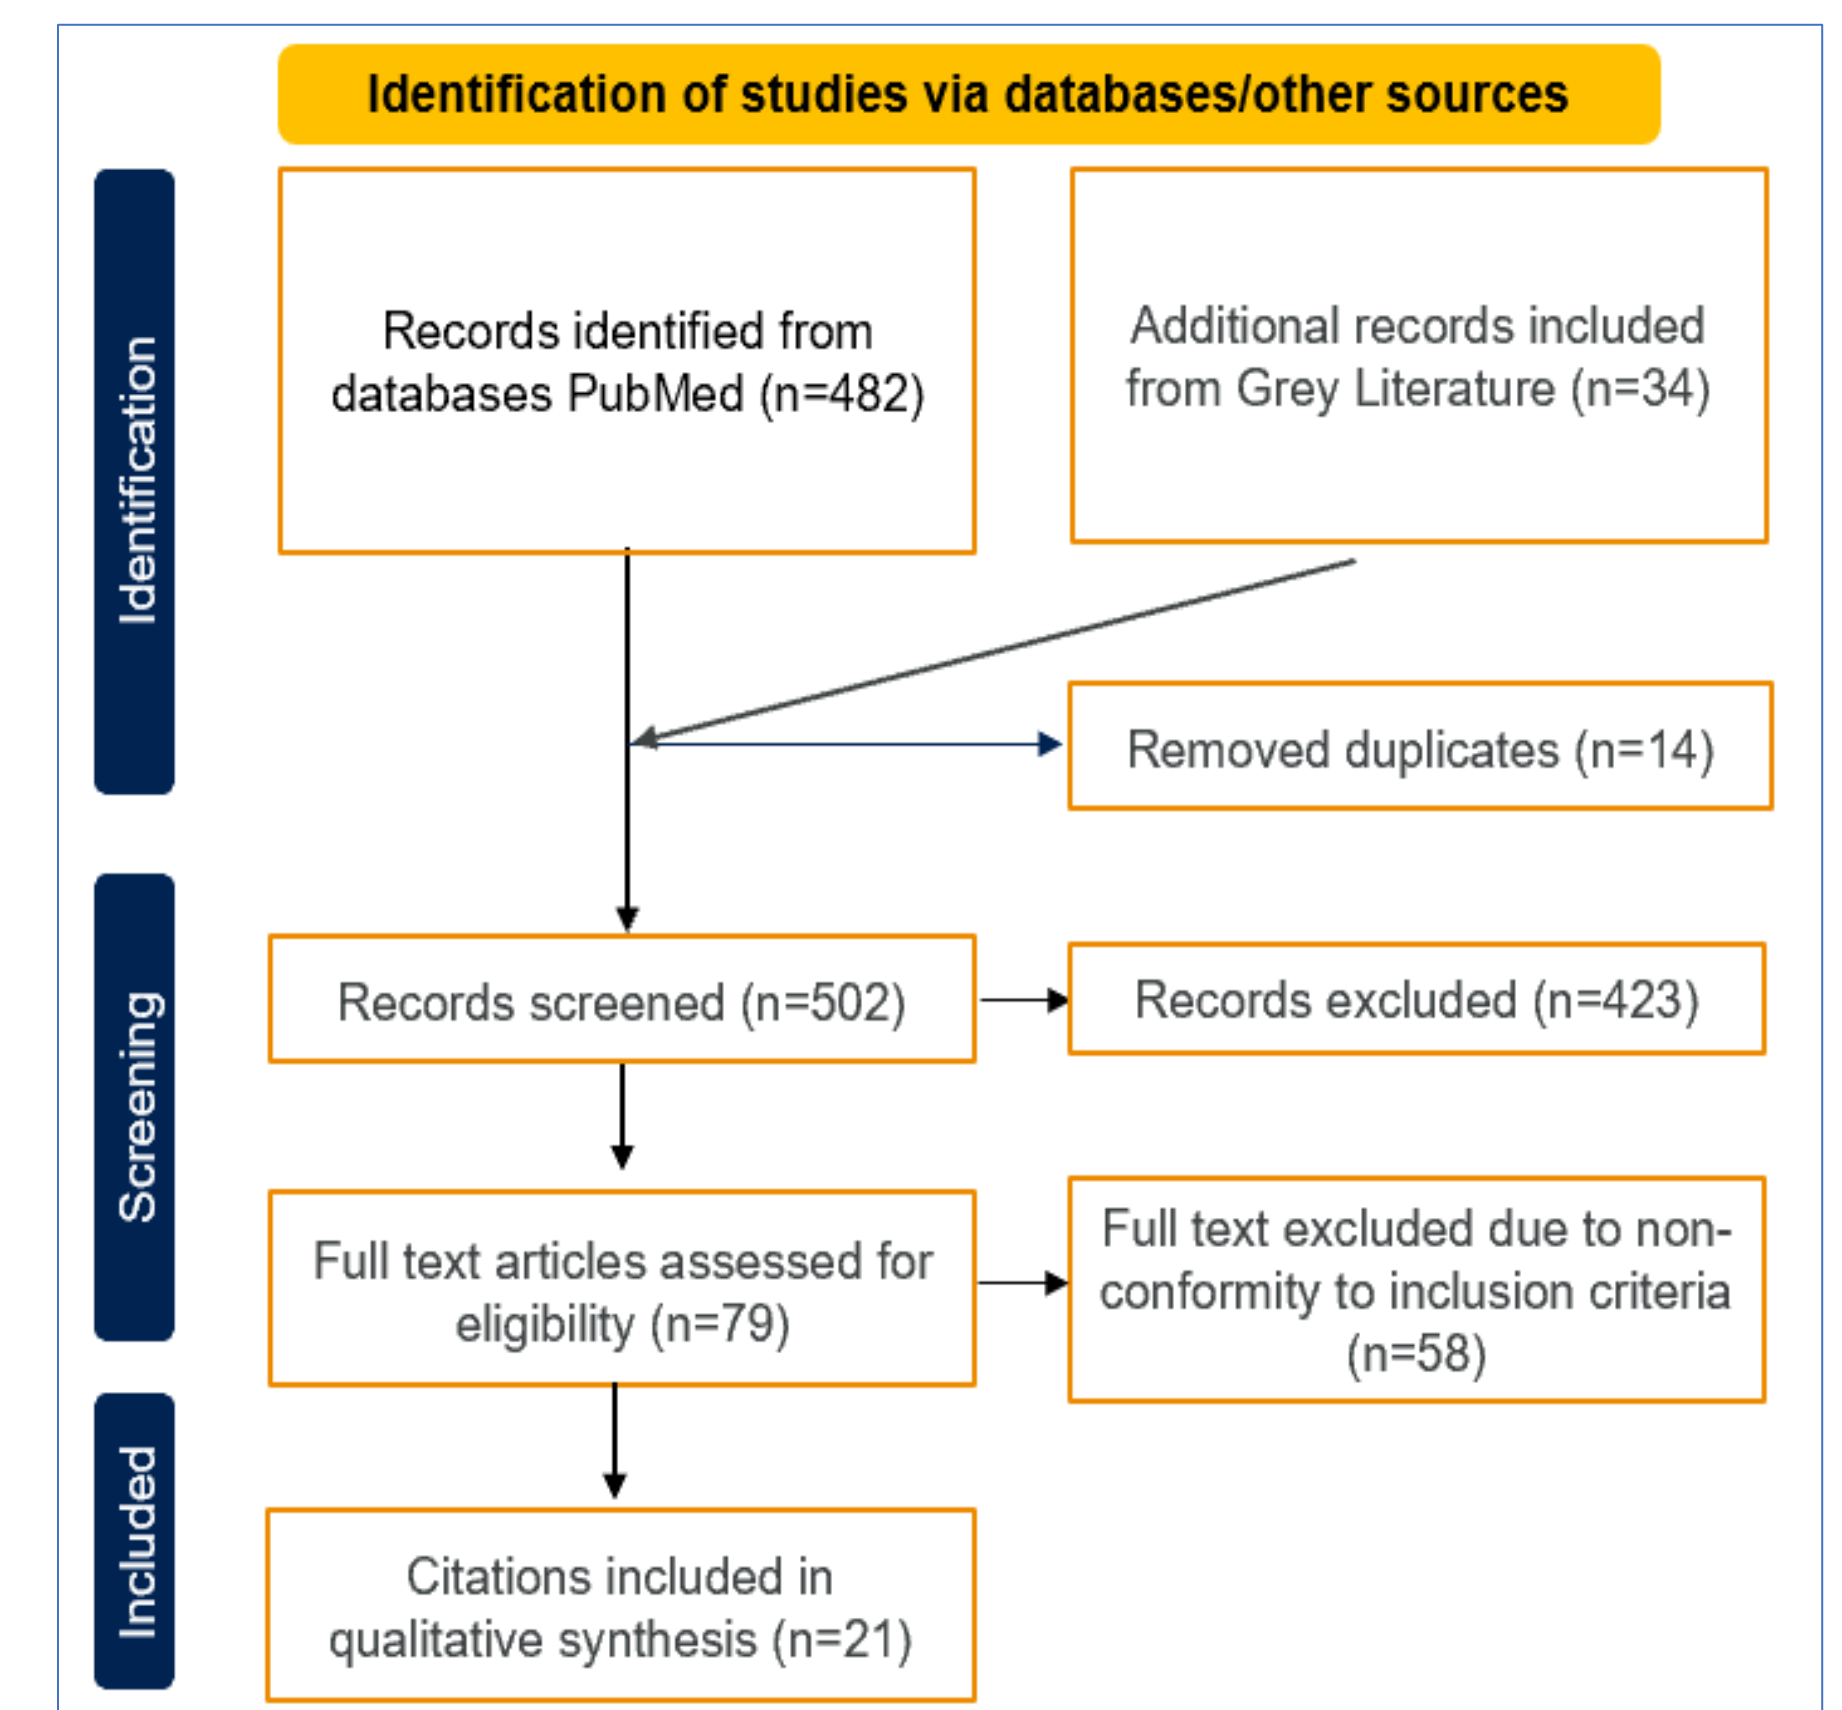 Identification of studies via databases/other sources
Identification
Records identified from
databases PubMed (n=482)
Additional records included
from Grey Literature (n=34)
Removed duplicates (n=14)
Screening
Records screened (n=502)
Records excluded (n=423)
Full text articles assessed for
eligibility (n=79)
Full text excluded due to non-
conformity to inclusion criteria
(n=58)
Included
Citations included in
qualitative synthesis (n=21)